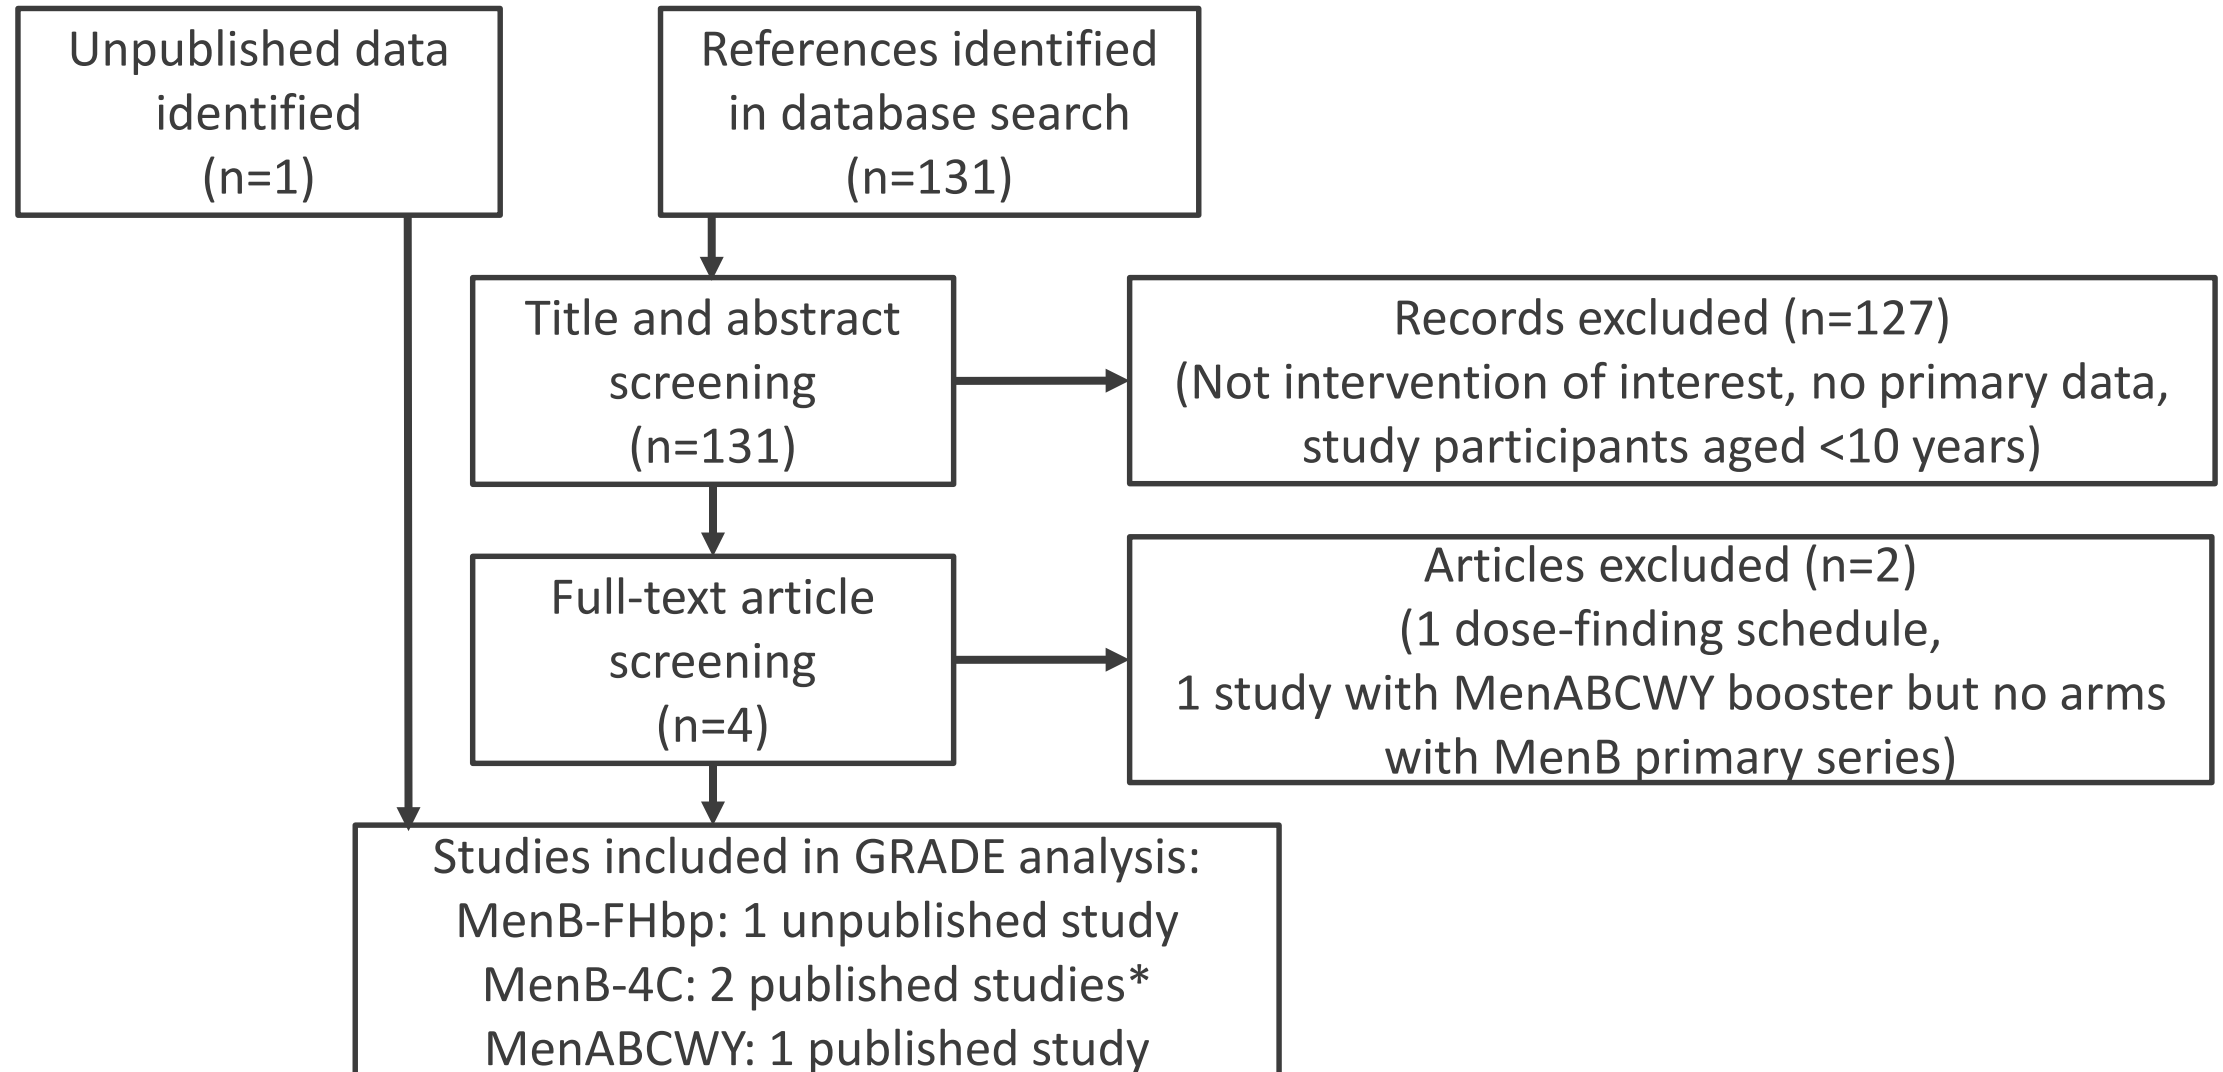 Unpublished data
identified
(n=1)
References identified
in database search
(n=131)
Title and abstract
screening
(n=131)
Records excluded (n=127)
(Not intervention of interest, no primary data,
study participants aged <10 years)
Full-text article
screening
(n=4)
Articles excluded (n=2)
(1 dose-finding schedule,
1 study with MenABCWY booster but no arms
with MenB primary series)
Studies included in GRADE analysis:
MenB-FHbp: 1 unpublished study
MenB-4C: 2 published studies*
MenABCWY: 1 published study